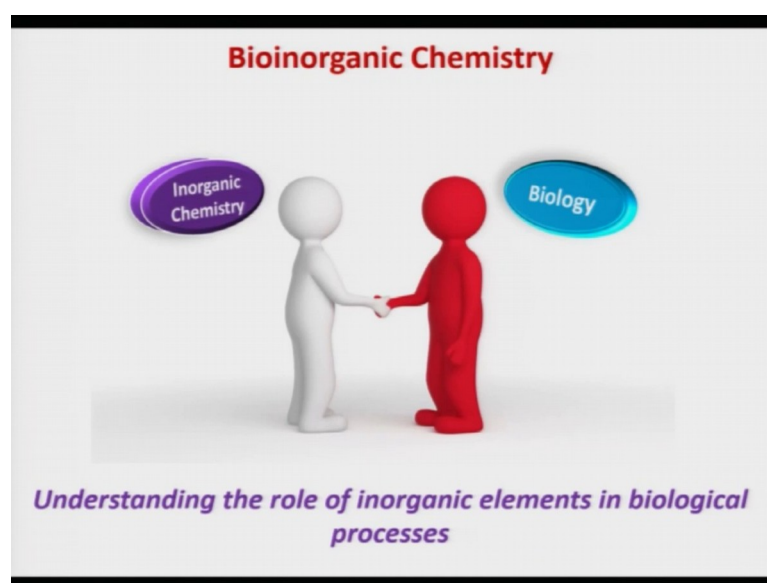 Bioinorganic Chemistry
Inorganic
Chemistry
Biology
Understanding the role of inorganic elements in biological
processes